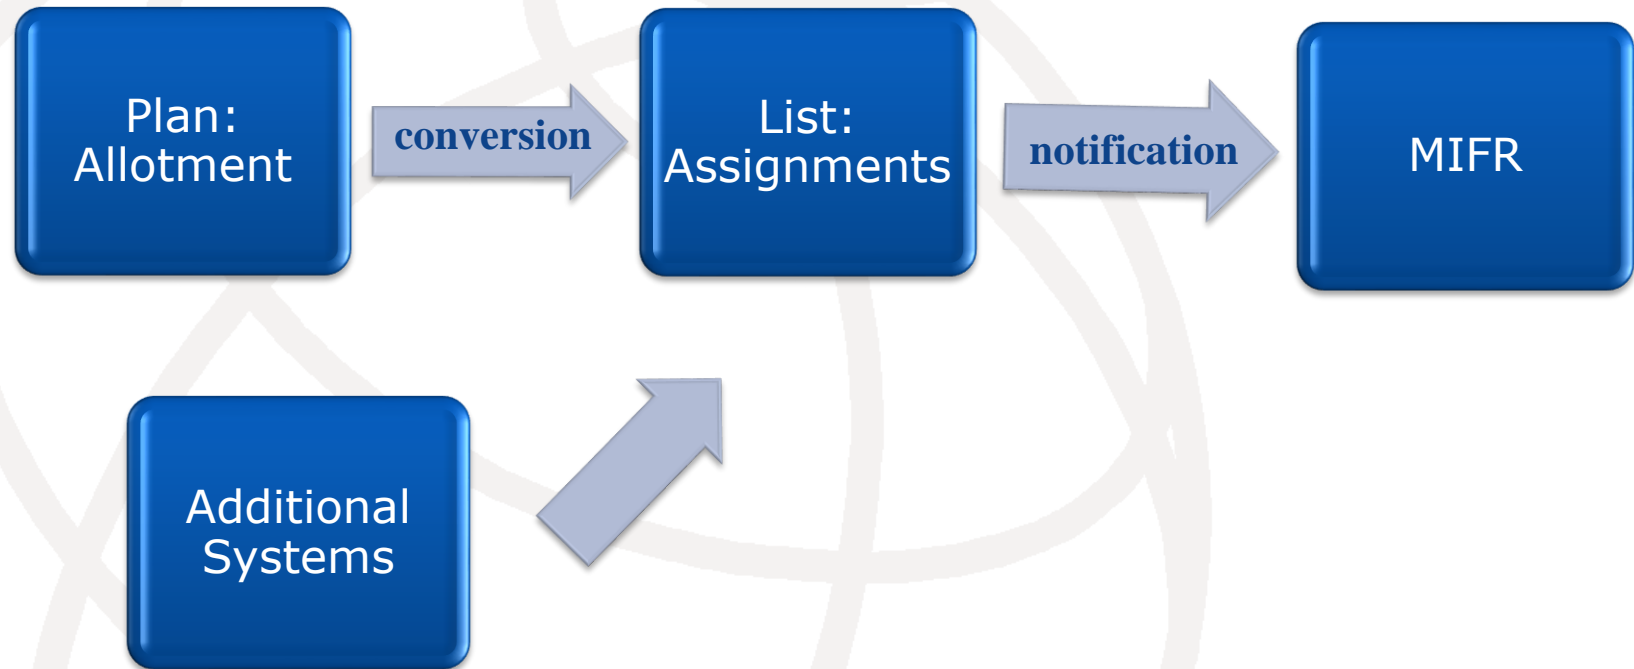 Plan:
Allotment
conversion
List:
Assignments
notification
MIFR
Additional
Systems